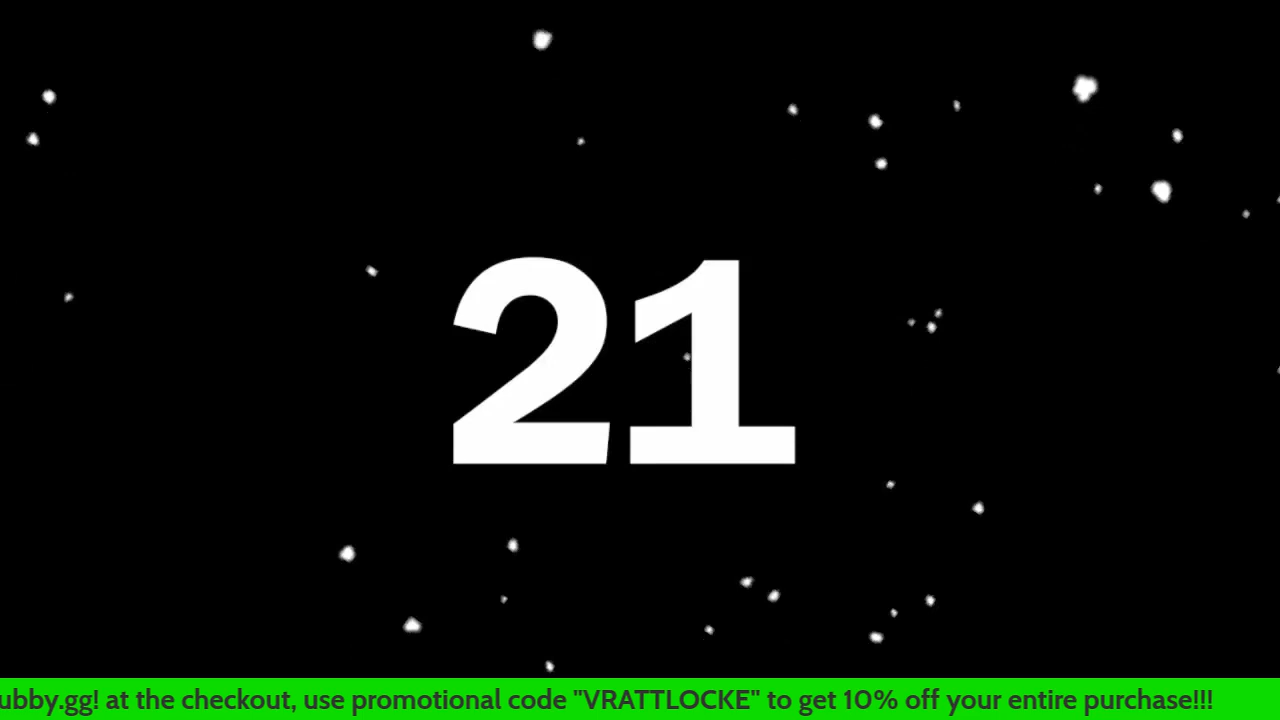 21
ubby.gg! at the checkout, use promotional code "VRATTLOCKE" to get 10% off your entire purchase!!!